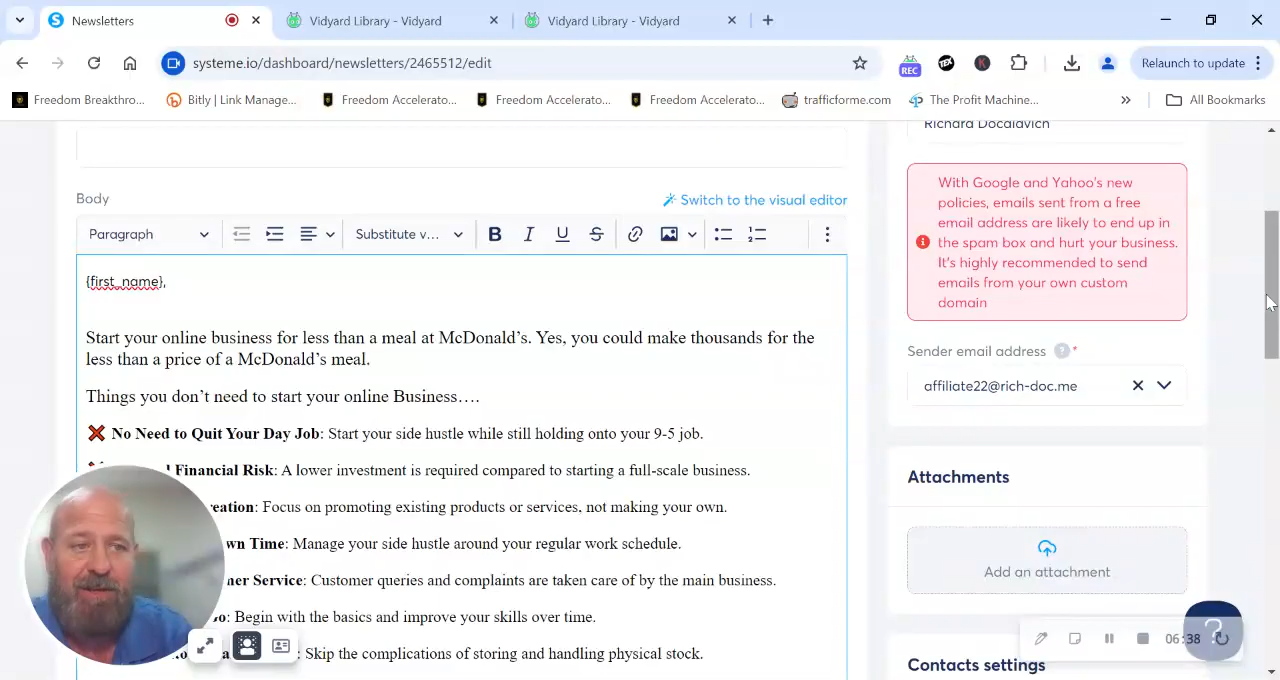 Newsletters
Vidyard Library - Vidyard
Vidyard Library - Vidyard
systeme.io/dashboard/newsletters/2465512/edit
REC
TEX
K
Relaunch to update
Freedom Breakthro...
Bitly | Link Manage...
Freedom Accelerato...
Freedom Accelerato...
Freedom Accelerato...
trafficforme.com
The Profit Machine...
All Bookmarks
Richard Docalavich
With Google and Yahoo's new
policies, emails sent from a free
email address are likely to end up in
the spam box and hurt your business.
It's highly recommended to send
emails from your own custom
domain
Body
Switch to the visual editor
Paragraph
Substitute v...
B I U S
{first_name},
Start your online business for less than a meal at McDonald’s. Yes, you could make thousands for the
less than a price of a McDonald’s meal.
Things you don’t need to start your online Business….
❌ No Need to Quit Your Day Job: Start your side hustle while still holding onto your 9-5 job.
Financial Risk: A lower investment is required compared to starting a full-scale business.
Focus on promoting existing products or services, not making your own.
Time: Manage your side hustle around your regular work schedule.
Service: Customer queries and complaints are taken care of by the main business.
Begin with the basics and improve your skills over time.
Skip the complications of storing and handling physical stock.
Sender email address ? *
affiliate22@rich-doc.me
Attachments
Add an attachment
06:38
?
Contacts settings